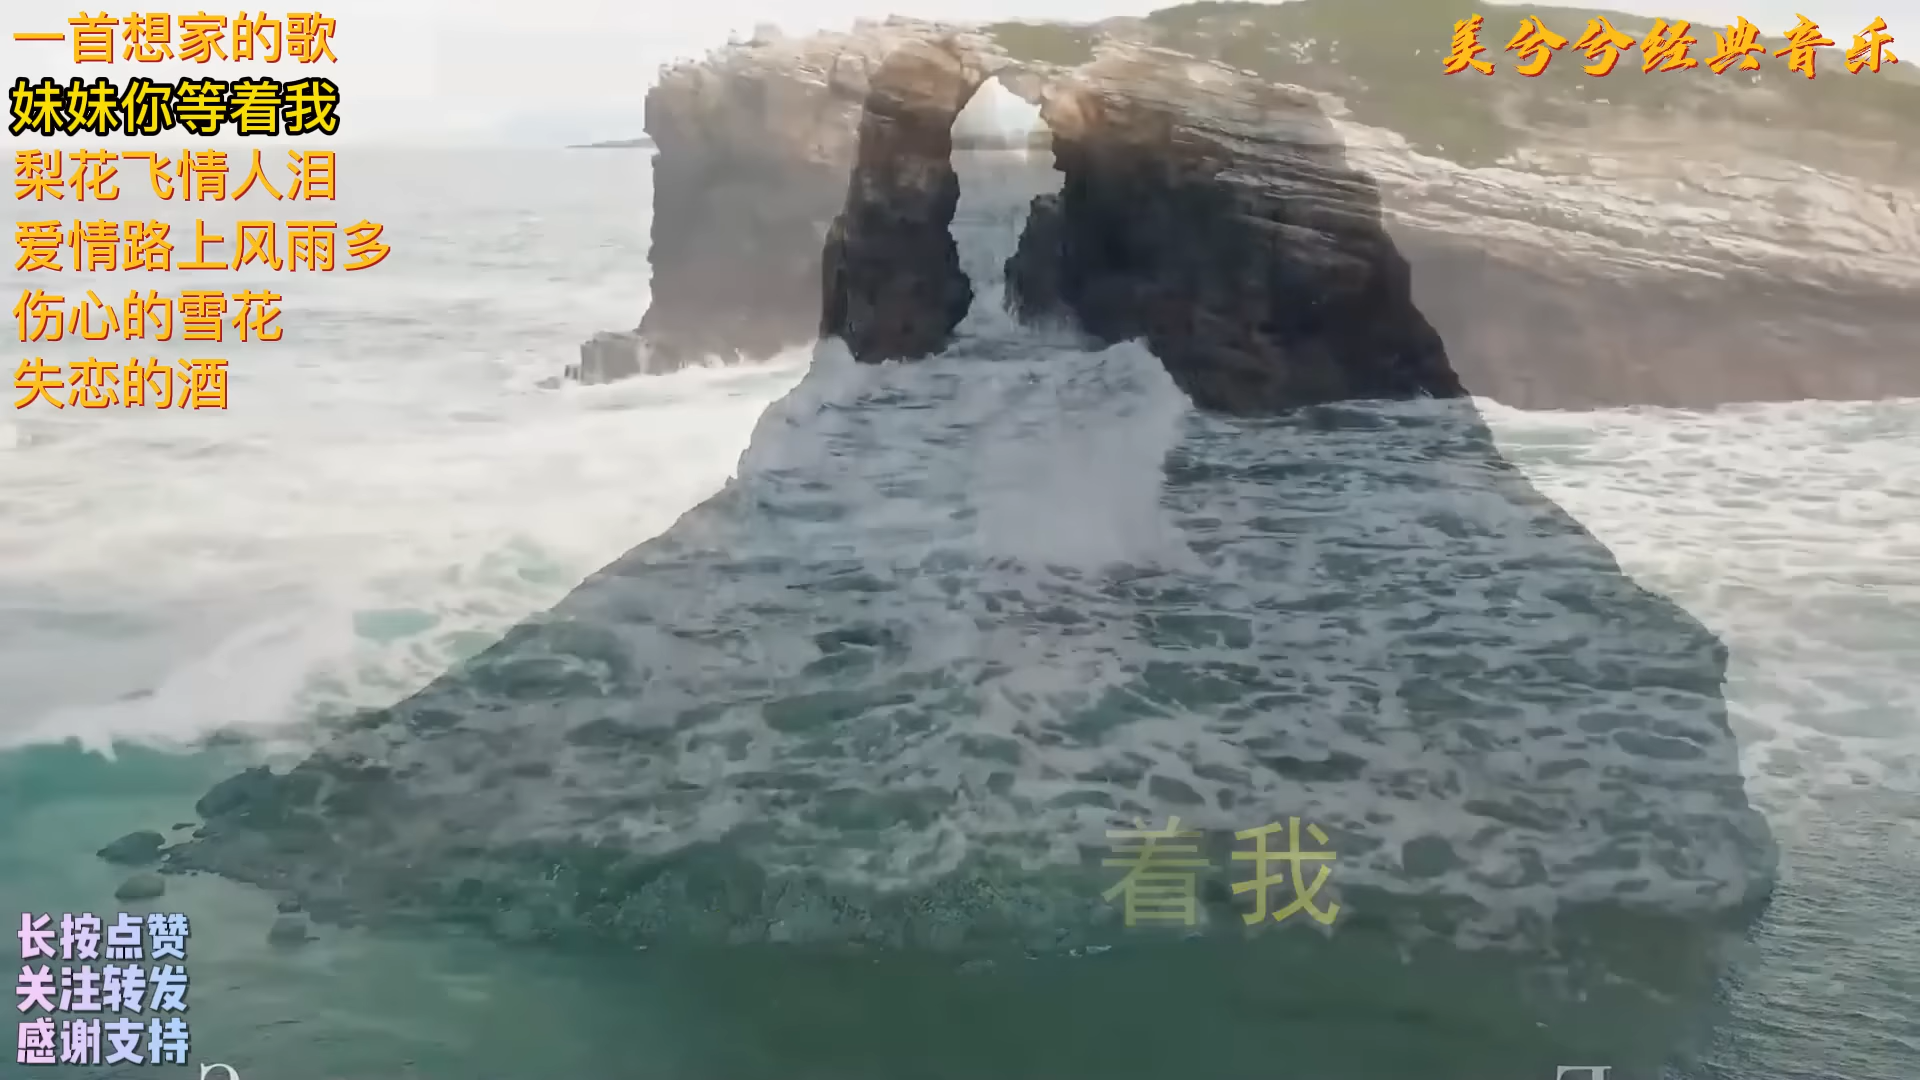 一首想家的歌
美兮兮经典音乐
妹妹你等着我
梨花飞情人泪
爱情路上风雨多
伤心的雪花
失恋的酒
着我
长按点赞
关注转发
感谢支持